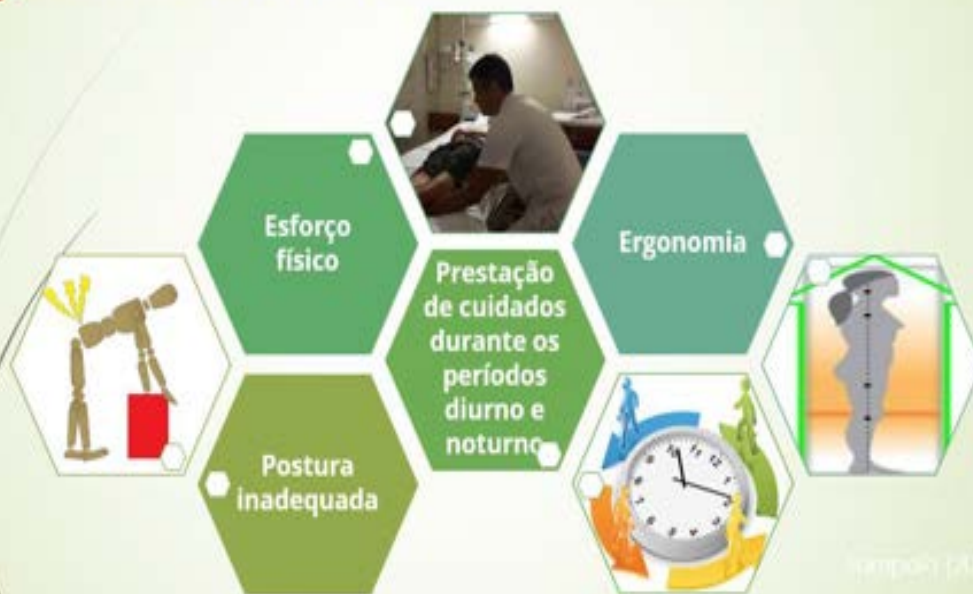 Esforço
físico
Ergonomia
Prestação
de cuidados
durante os
períodos
diurno e
noturno
Postura
inadequada